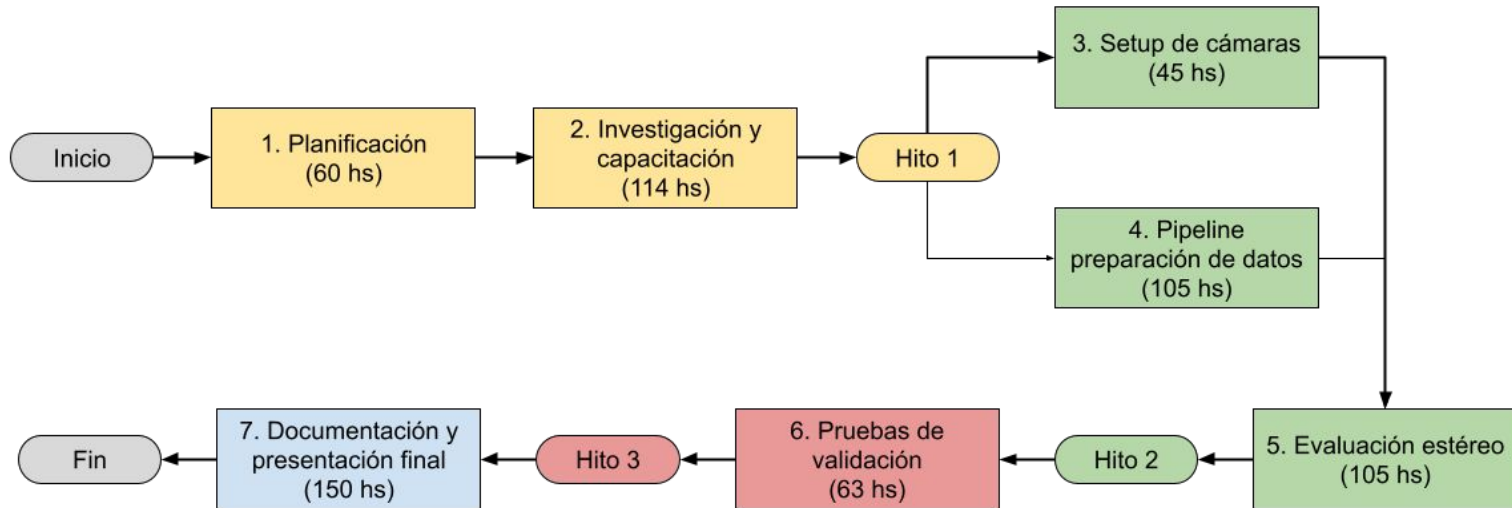 Inicio
1. Planificación
(60 hs)
2. Investigación y
capacitación
(114 hs)
Hito 1
3. Setup de cámaras
(45 hs)
4. Pipeline
preparación de datos
(105 hs)
5. Evaluación estéreo
(105 hs)
Hito 2
6. Pruebas de
validación
(63 hs)
Hito 3
7. Documentación y
presentación final
(150 hs)
Fin